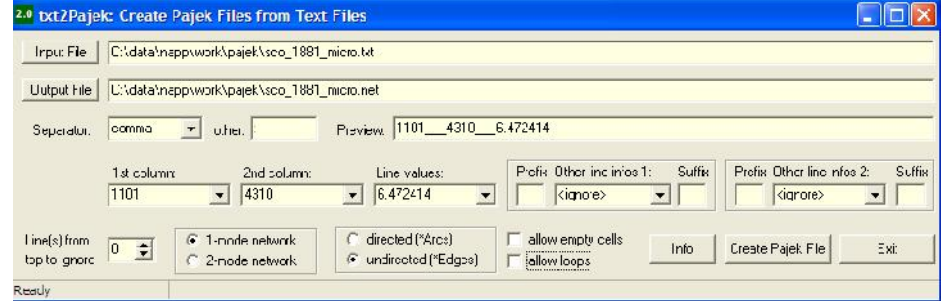 2.0 txt2Pajek: Create Pajek Files from Text Files
Input File C:\data\napp\work\pajek\sco_1881_micro.txt
Output File C:\data\napp\work\pajek\sco_1881_micro.net
Separator: comma other: : Preview: 1101___4310___6.472414
1st column: 2nd column: Line values: Prefix Other line infos 1: Suffix Prefix Other line infos 2: Suffix
1101 4310 6.472414 <ignore> <ignore>
Line(s) from top to ignore 0
1-node network directed (*Arcs) allow empty cells
2-mode network undirected (*Edges) allow loops
Info Create Pajek File Exit
Ready